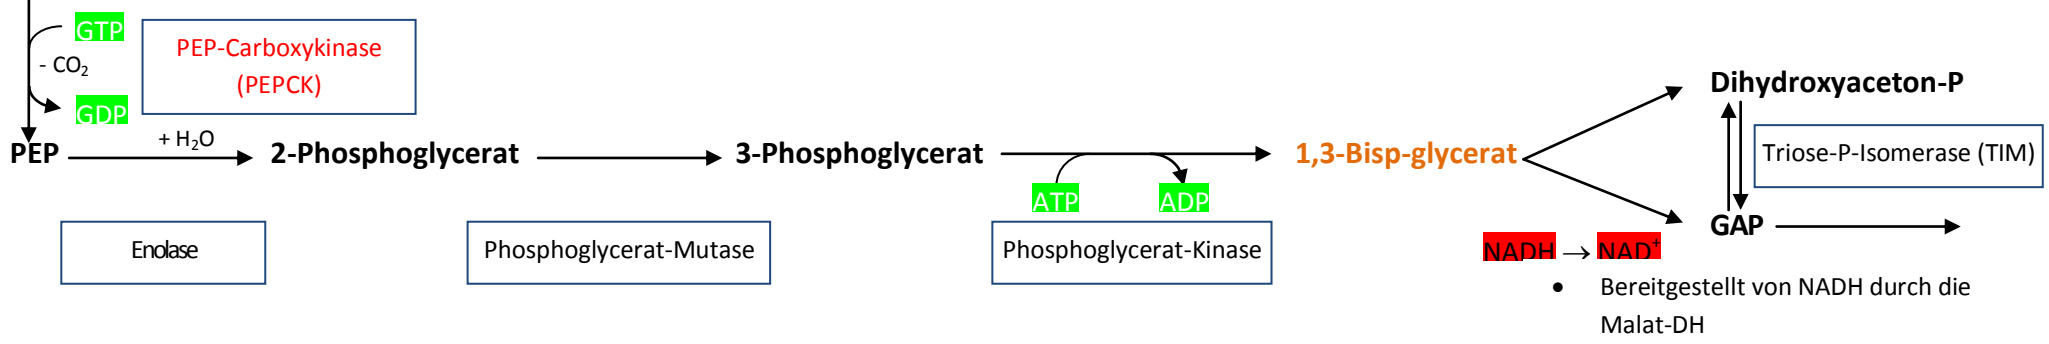 GTP
- CO₂
GDP
PEP-Carboxykinase
(PEPCK)
PEP
+ H₂O
2-Phosphoglycerat
3-Phosphoglycerat
ATP
ADP
1,3-Bisp-glycerat
Dihydroxyaceton-P
Triose-P-Isomerase (TIM)
GAP
Enolase
Phosphoglycerat-Mutase
Phosphoglycerat-Kinase
NADH → NAD⁺
• Bereitgestellt von NADH durch die
Malat-DH